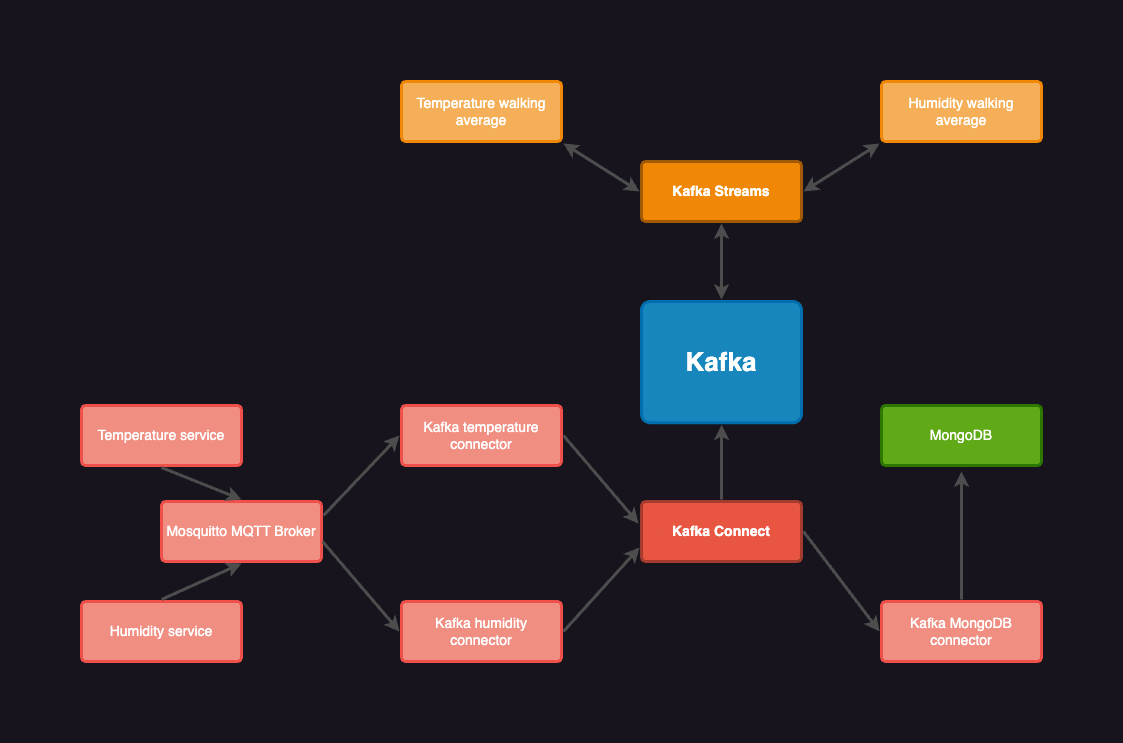 Temperature walking
average
Humidity walking
average
Kafka Streams
Kafka
Temperature service
Kafka temperature
connector
MongoDB
Mosquitto MQTT Broker
Kafka Connect
Humidity service
Kafka humidity
connector
Kafka MongoDB
connector